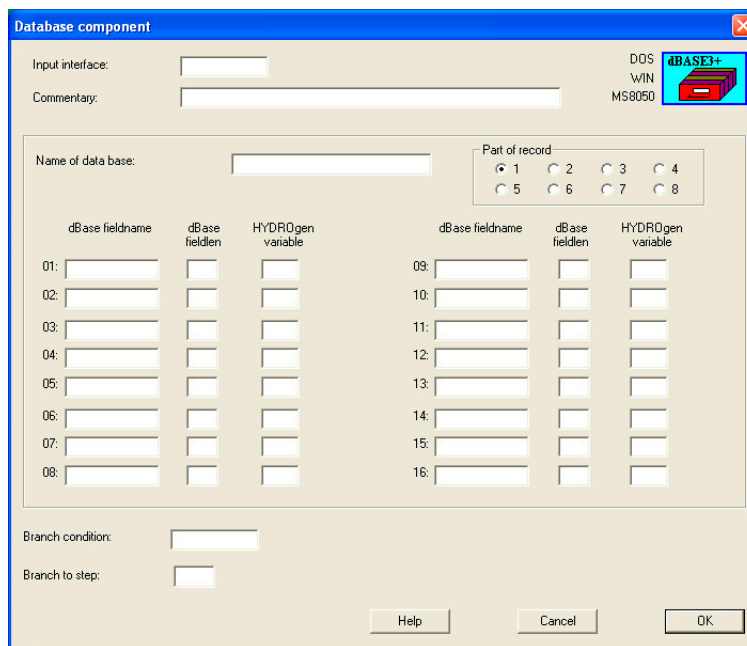 Database component
Input interface:
DOS
WIN
MS8050
dBASE3+
Commentary:
Name of data base:
Part of record
1 2 3 4
5 6 7 8
dBase fieldname dBase fieldlen HYDROgen variable dBase fieldname dBase fieldlen HYDROgen variable
01: 09:
02: 10:
03: 11:
04: 12:
05: 13:
06: 14:
07: 15:
08: 16:
Branch condition:
Branch to step:
Help Cancel OK